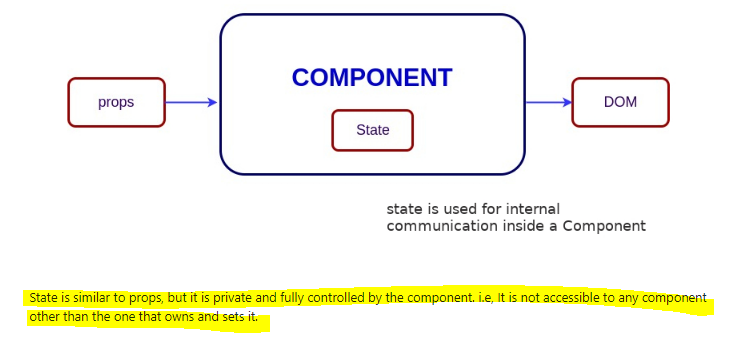 COMPONENT
props
State
DOM
state is used for internal
communication inside a Component
State is similar to props, but it is private and fully controlled by the component. i.e, It is not accessible to any component
other than the one that owns and sets it.